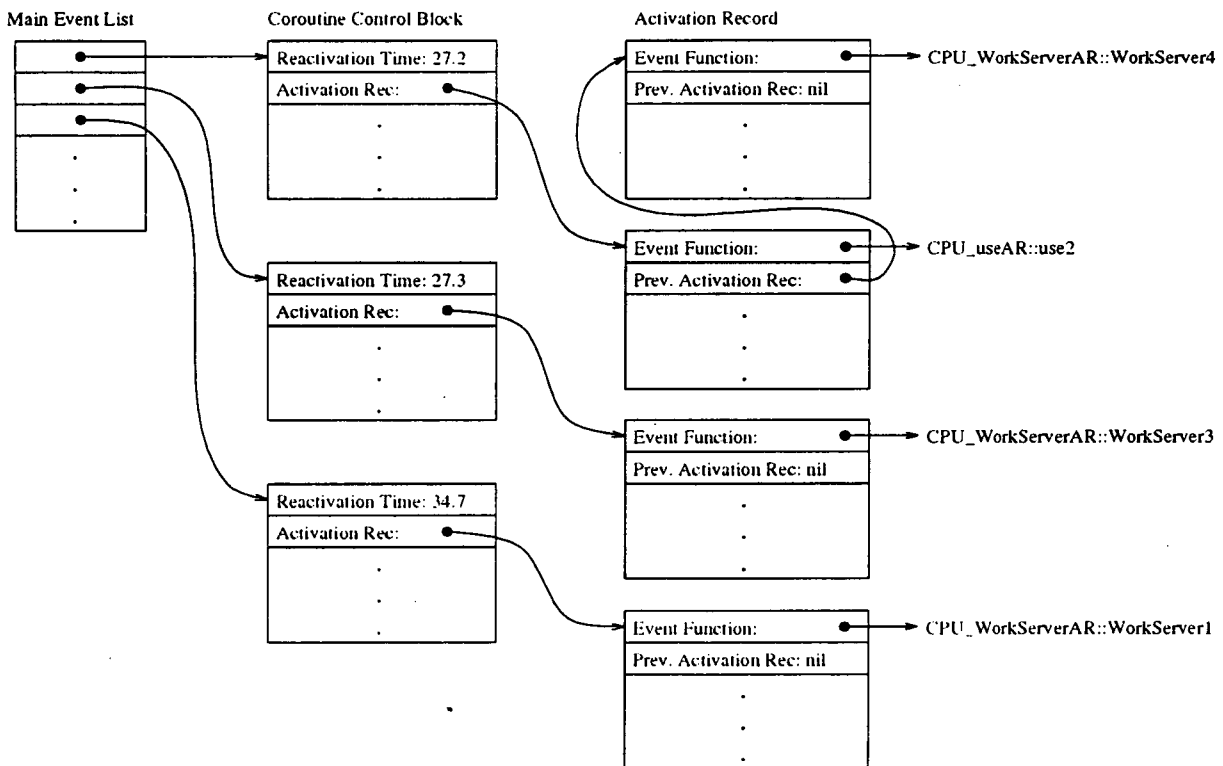 Main Event List
Coroutine Control Block
Activation Record
Reactivation Time: 27.2
Activation Rec:
Event Function:
CPU_WorkServerAR::WorkServer4
Prev. Activation Rec: nil
Event Function:
CPU_useAR::use2
Prev. Activation Rec:
Reactivation Time: 27.3
Activation Rec:
Event Function:
CPU_WorkServerAR::WorkServer3
Prev. Activation Rec: nil
Reactivation Time: 34.7
Activation Rec:
Event Function:
CPU_WorkServerAR::WorkServer1
Prev. Activation Rec: nil